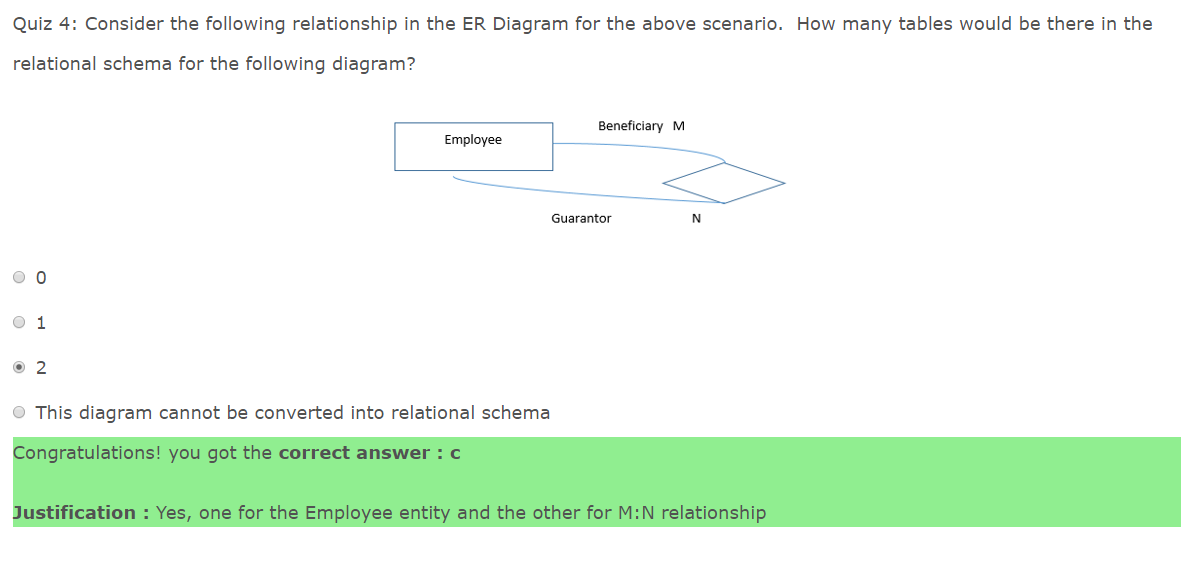 Quiz 4: Consider the following relationship in the ER Diagram for the above scenario.  How many tables would be there in the
relational schema for the following diagram?
Beneficiary  M
Employee
Guarantor
N
0
1
2
This diagram cannot be converted into relational schema
Congratulations! you got the correct answer : c
Justification : Yes, one for the Employee entity and the other for M:N relationship